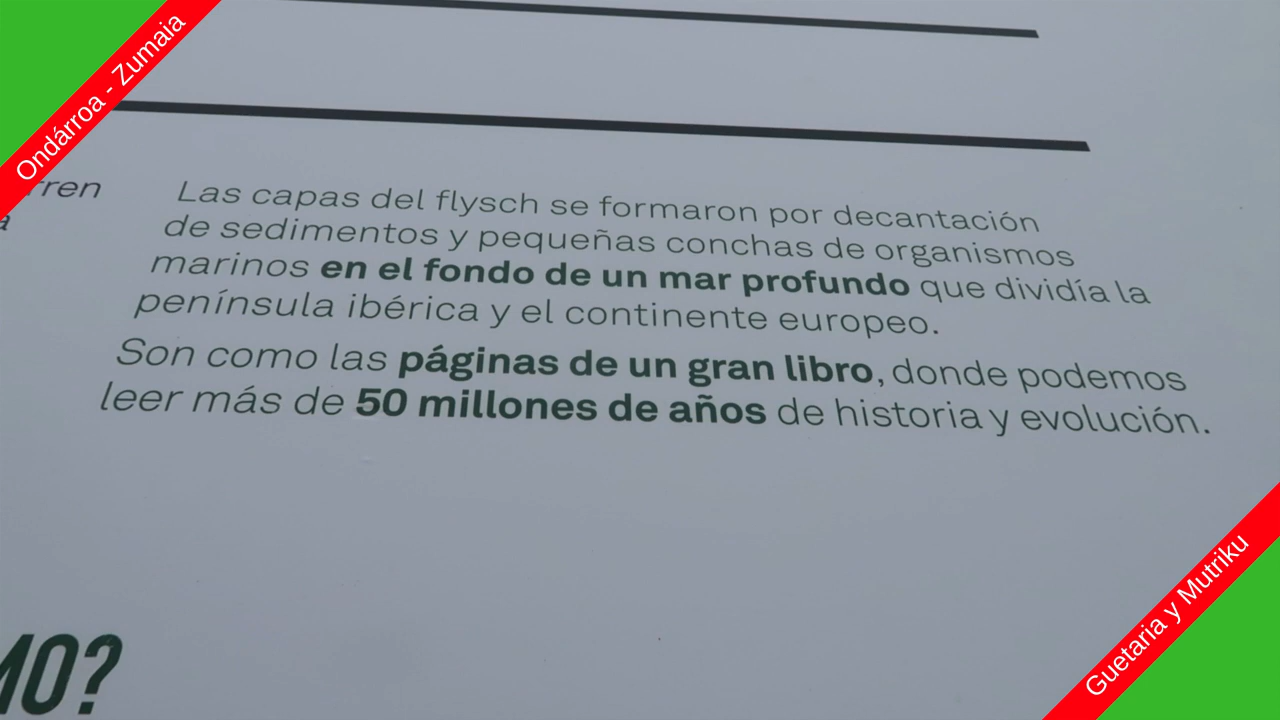 Ondárroa - Zumaia
Las capas del flysch se formaron por decantación
de sedimentos y pequeñas conchas de organismos
marinos en el fondo de un mar profundo que dividía la
península ibérica y el continente europeo.
Son como las páginas de un gran libro, donde podemos
leer más de 50 millones de años de historia y evolución.
Guetaria y Mutriku